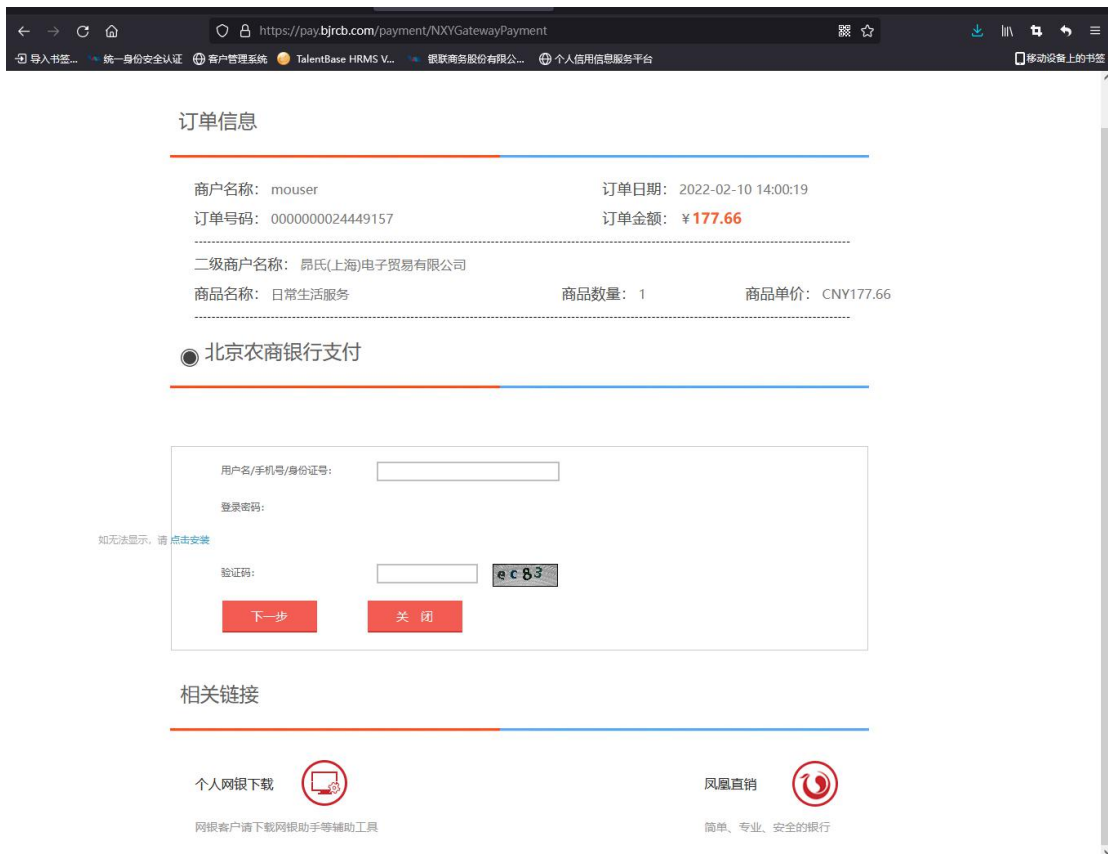 https://pay.bjrcb.com/payment/NXYGatewayPayment
导入书签... 统一身份安全认证 客户管理系统 TalentBase HRMS V... 银联商务股份有限公... 个人信用信息服务平台 移动设备上的书签
订单信息
商户名称： mouser 订单日期： 2022-02-10 14:00:19
订单号码： 0000000024449157 订单金额： ¥177.66
二级商户名称： 昴氏(上海)电子贸易有限公司
商品名称： 日常生活服务 商品数量： 1 商品单价： CNY177.66
北京农商银行支付
用户名/手机号/身份证号：
登录密码：
如无法显示，请 点击安装
验证码： ec83
下一步 关 闭
相关链接
个人网银下载 凤凰直销
网银客户请下载网银助手等辅助工具 简单、专业、安全的银行